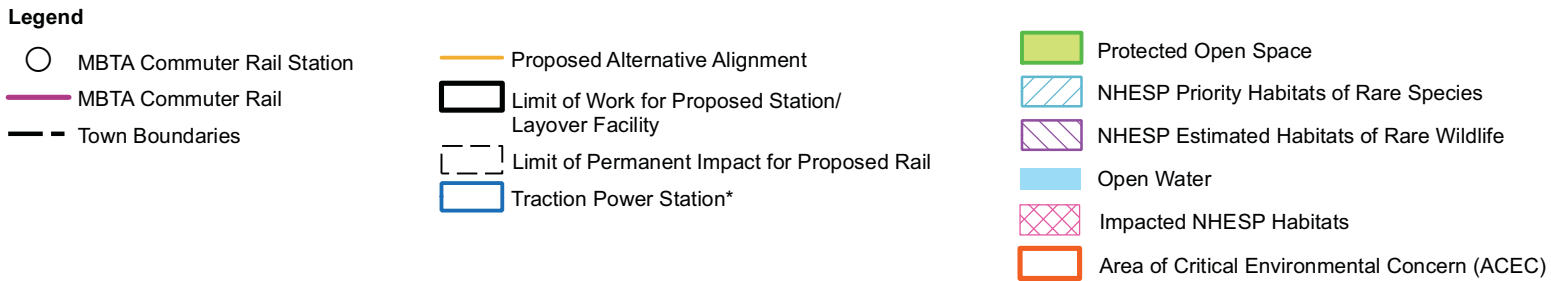 Legend
MBTA Commuter Rail Station
MBTA Commuter Rail
Town Boundaries
Proposed Alternative Alignment
Limit of Work for Proposed Station/
Layover Facility
Limit of Permanent Impact for Proposed Rail
Traction Power Station*
Protected Open Space
NHESP Priority Habitats of Rare Species
NHESP Estimated Habitats of Rare Wildlife
Open Water
Impacted NHESP Habitats
Area of Critical Environmental Concern (ACEC)